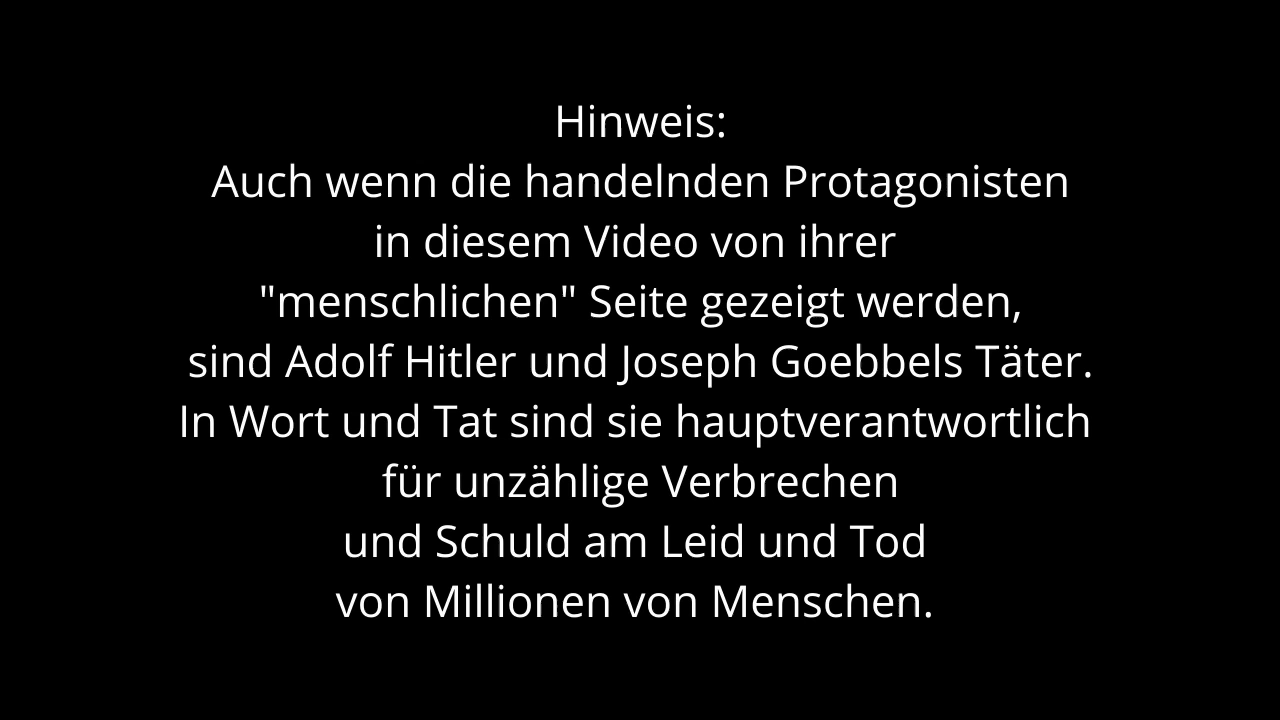 Hinweis:
Auch wenn die handelnden Protagonisten
in diesem Video von ihrer
"menschlichen" Seite gezeigt werden,
sind Adolf Hitler und Joseph Goebbels Täter.
In Wort und Tat sind sie hauptverantwortlich
für unzählige Verbrechen
und Schuld am Leid und Tod
von Millionen von Menschen.